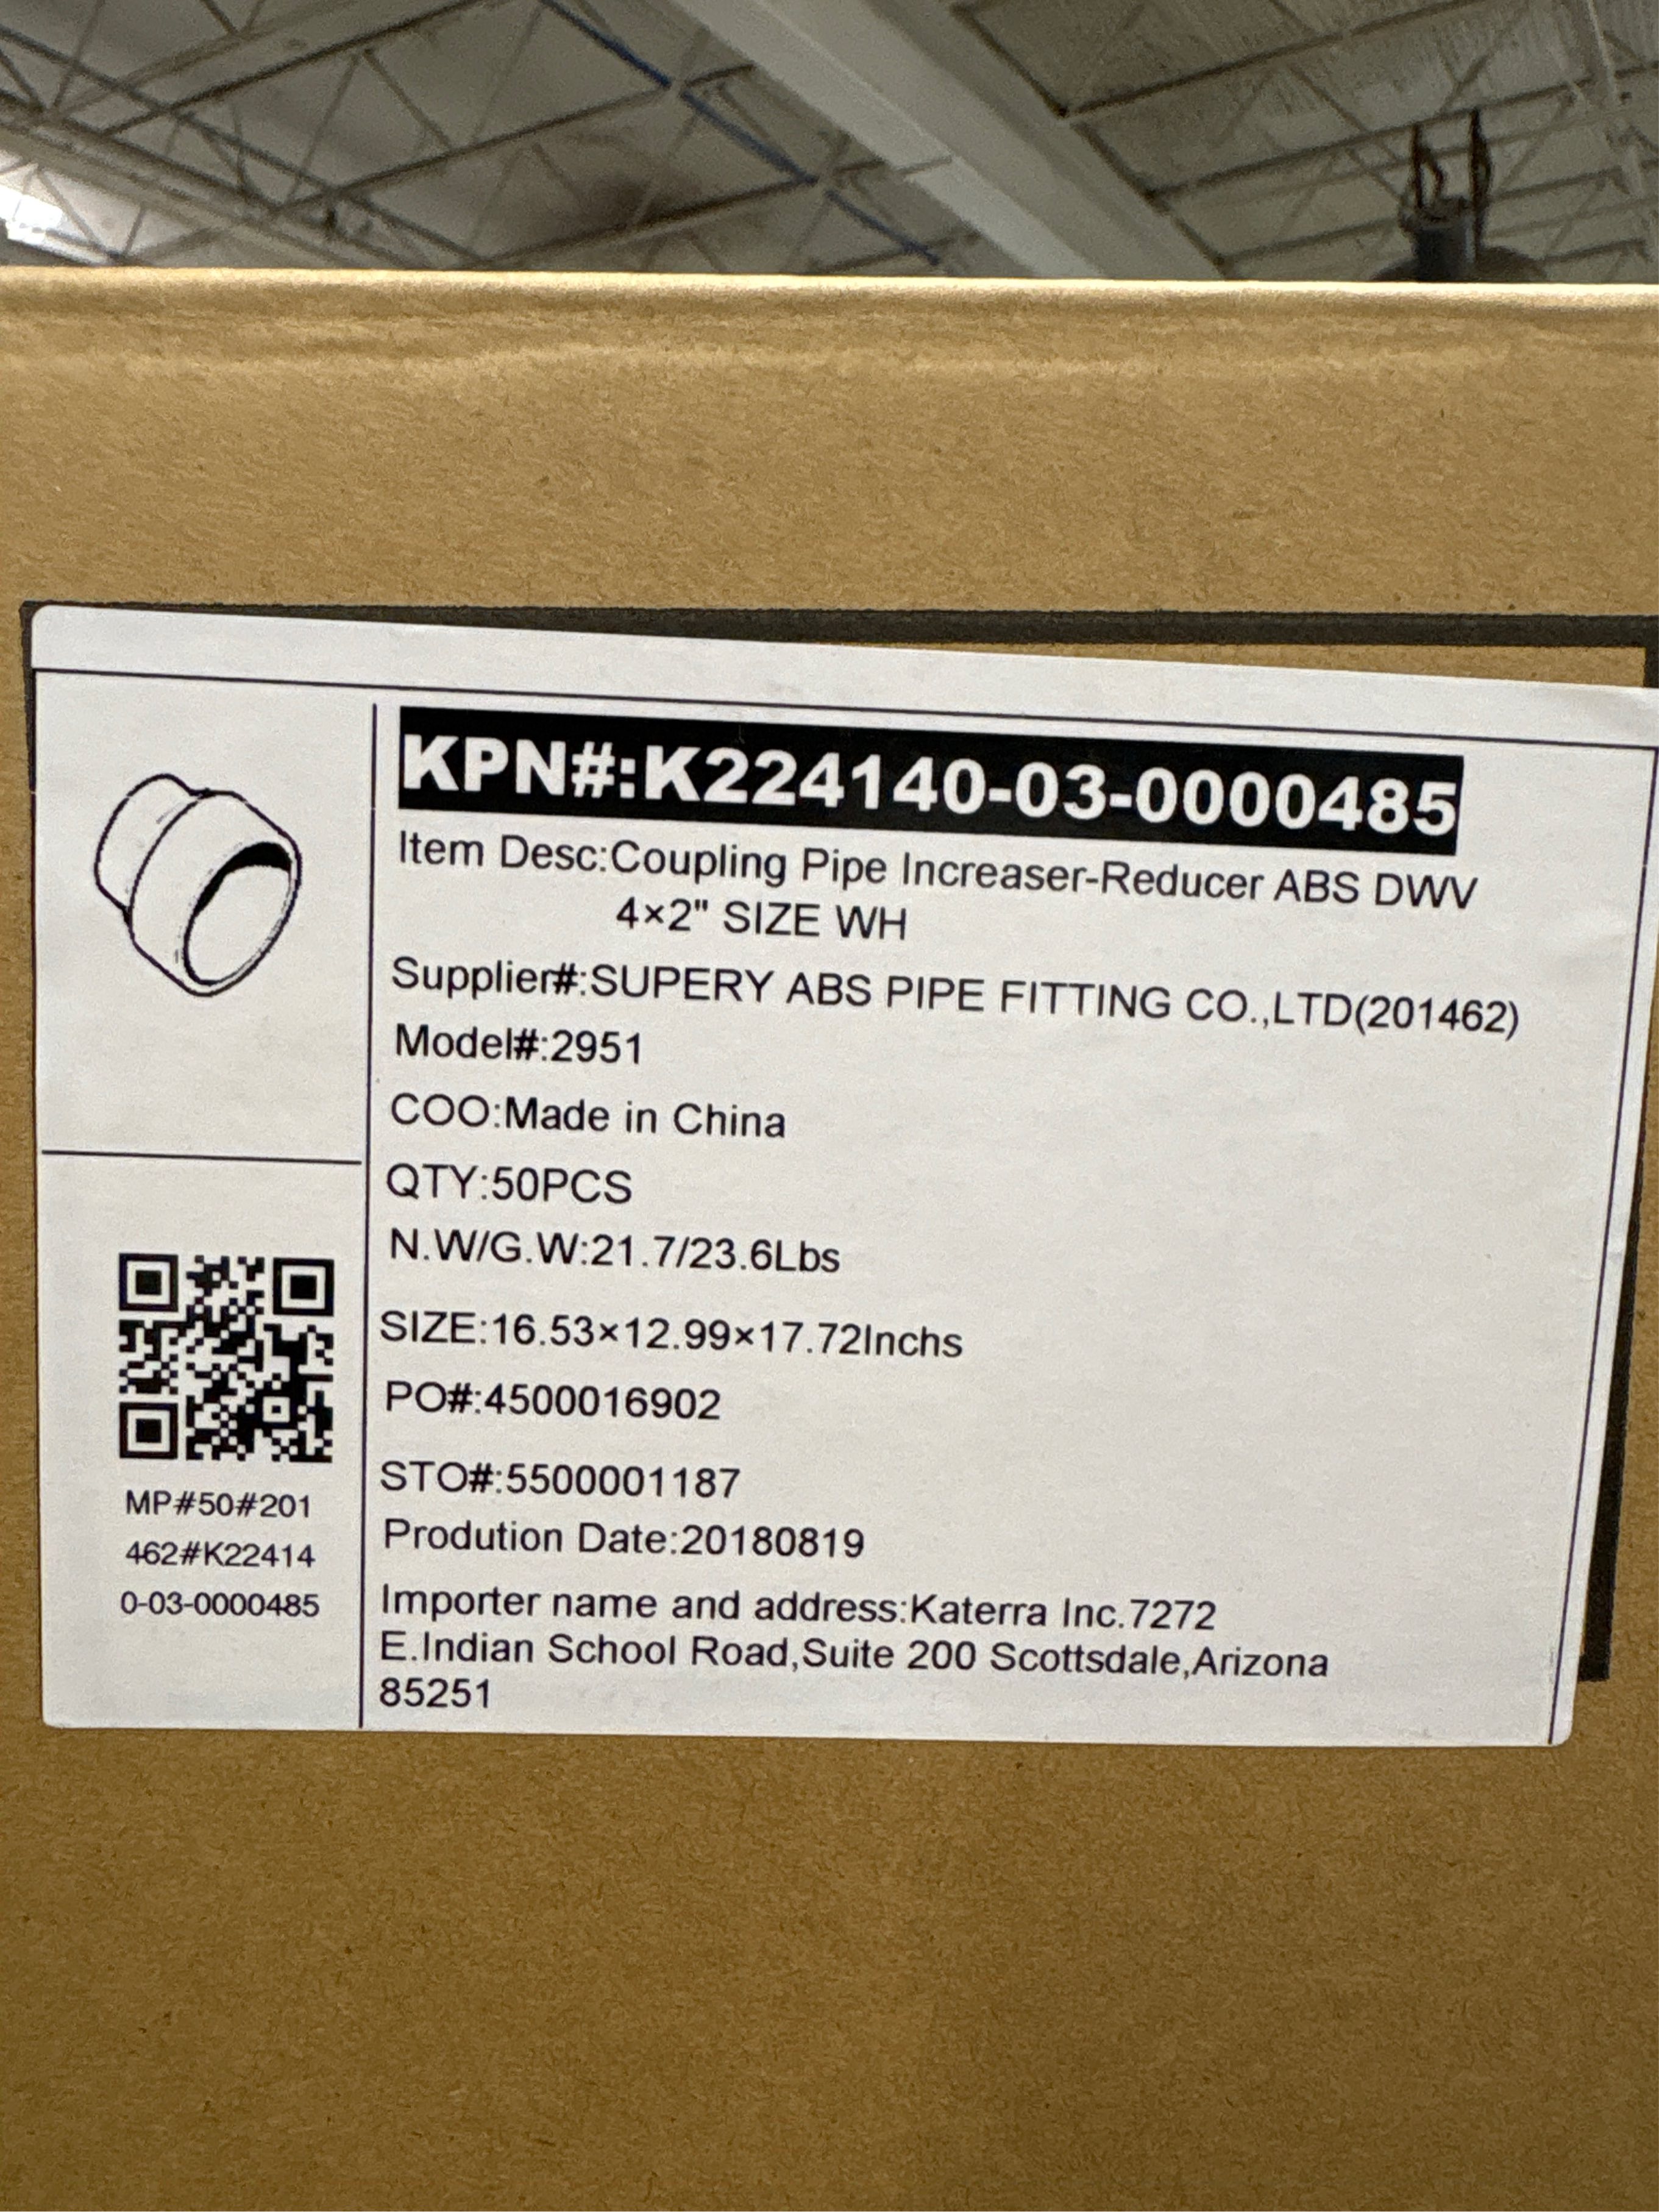 KPN#:K224140-03-0000485
Item Desc:Coupling Pipe Increaser-Reducer ABS DWV
4×2" SIZE WH
Supplier#:SUPERY ABS PIPE FITTING CO.,LTD(201462)
Model#:2951
COO:Made in China
QTY:50PCS
N.W/G.W:21.7/23.6Lbs
SIZE:16.53×12.99×17.72Inchs
PO#:4500016902
STO#:5500001187
Prodution Date:20180819
Importer name and address:Katerra Inc.7272
E.Indian School Road,Suite 200 Scottsdale,Arizona
85251
MP#50#201
462#K22414
0-03-0000485